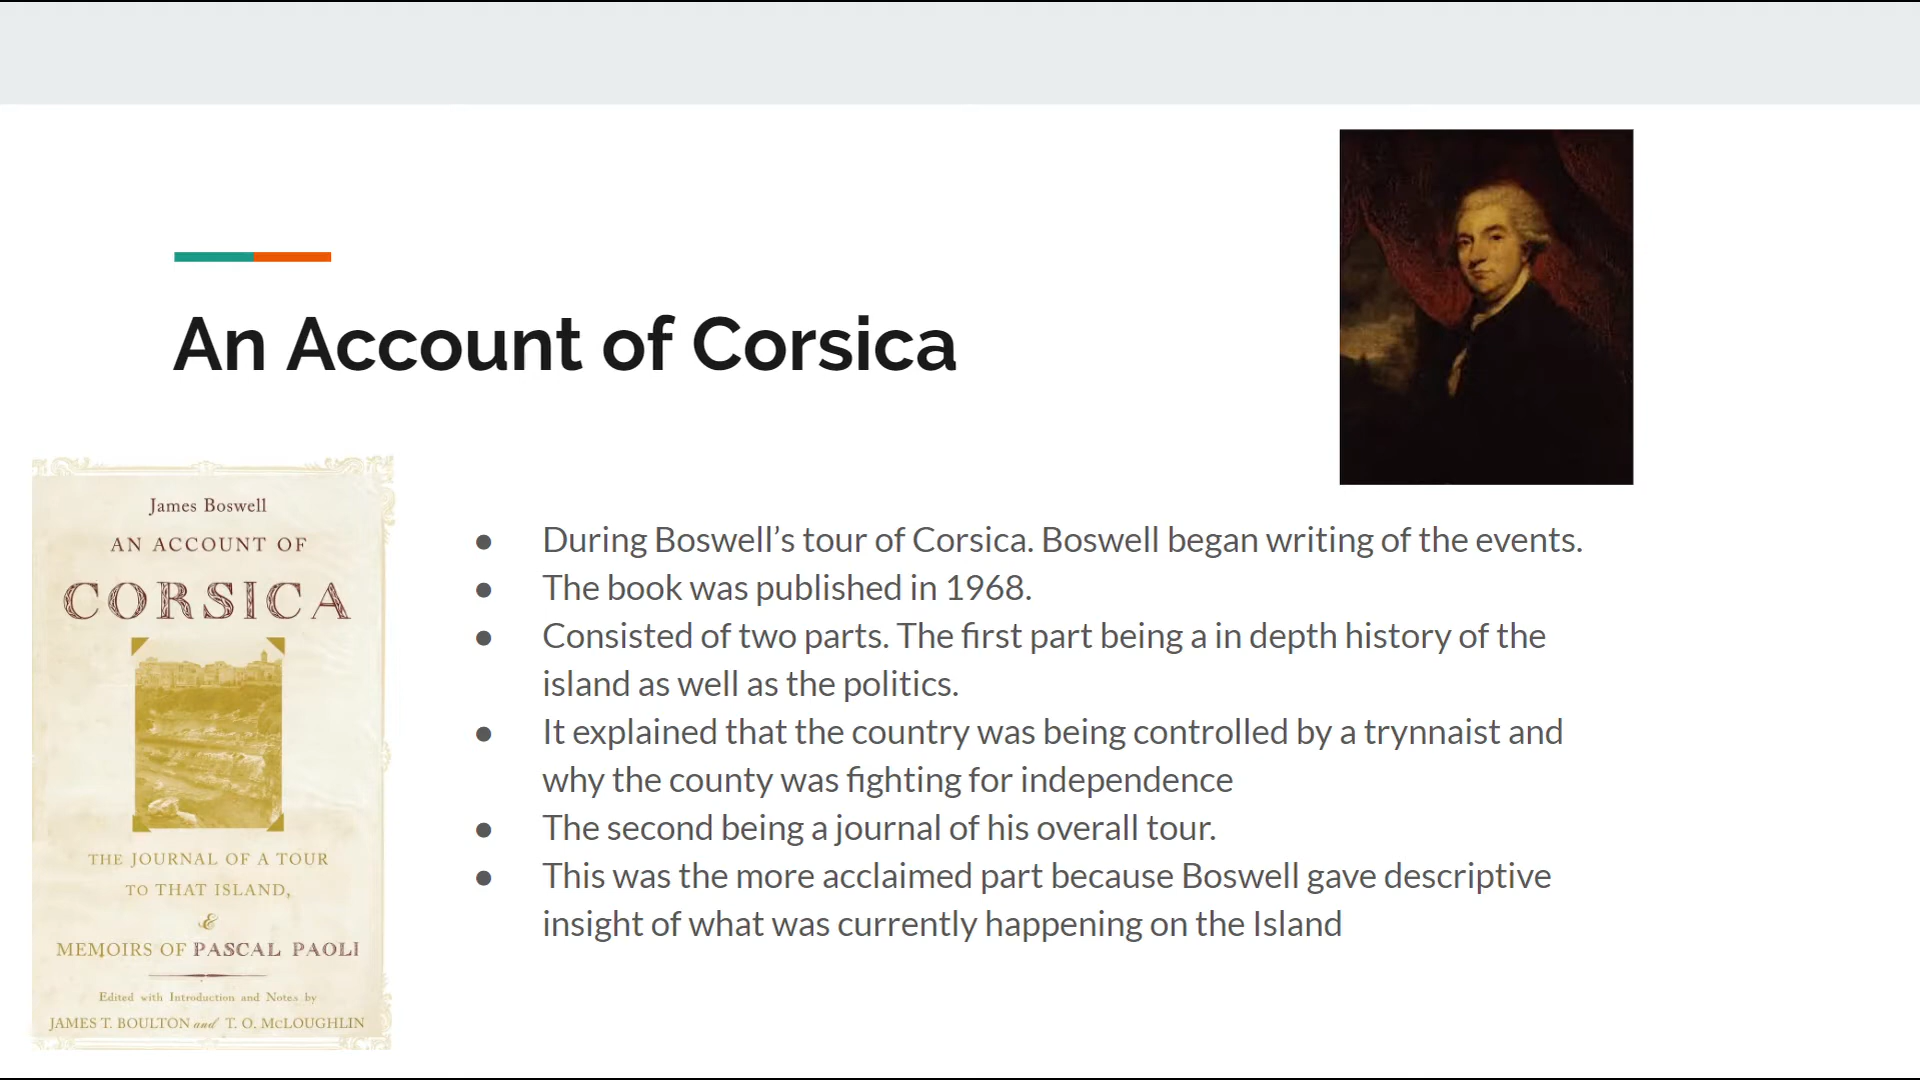 An Account of Corsica
James Boswell
AN ACCOUNT OF
CORSICA
THE JOURNAL OF A TOUR
TO THAT ISLAND,
&
MEMOIRS OF PASCAL PAOLI
Edited with Introduction and Notes by
JAMES T. BOULTON and T. O. McLOUGHLIN
● During Boswell’s tour of Corsica. Boswell began writing of the events.
● The book was published in 1968.
● Consisted of two parts. The first part being a in depth history of the
island as well as the politics.
● It explained that the country was being controlled by a trynnaist and
why the county was fighting for independence
● The second being a journal of his overall tour.
● This was the more acclaimed part because Boswell gave descriptive
insight of what was currently happening on the Island